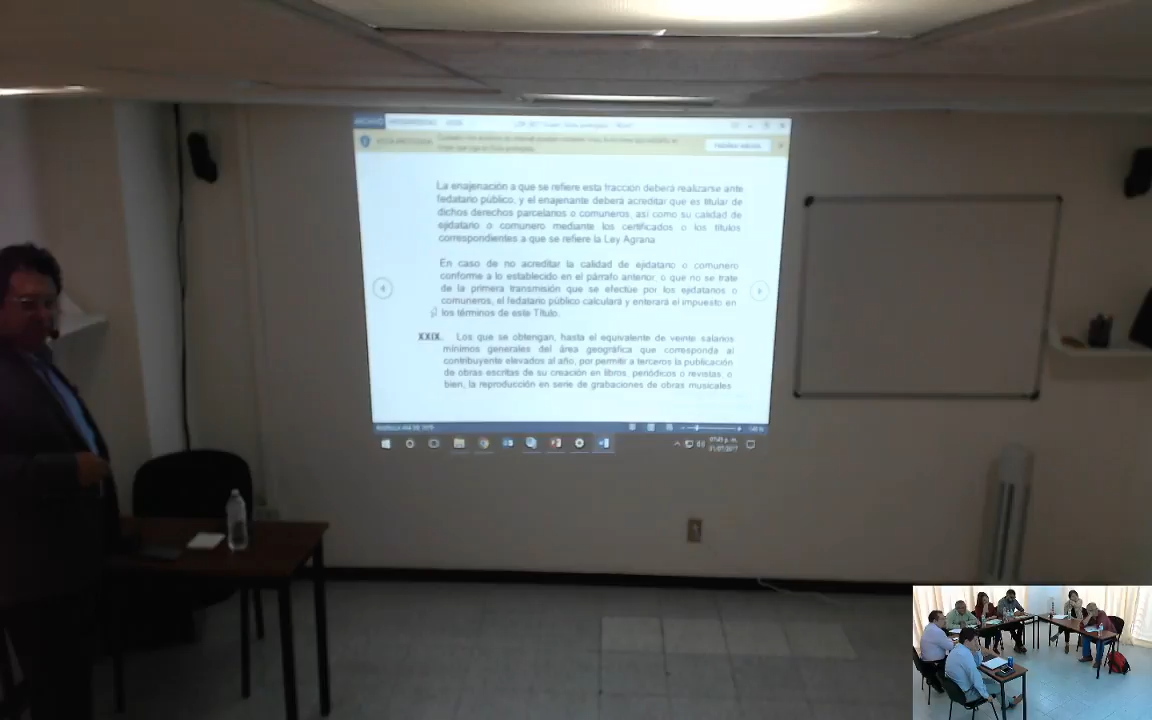 ARCHIVO
La enajenación a que se refiere esta fracción deberá realizarse ante
fedatario público, y el enajenante deberá acreditar que es titular de
dichos derechos parcelarios o comuneros, así como su calidad de
ejidatario o comunero mediante los certificados o los títulos
correspondientes a que se refiere la Ley Agraria
En caso de no acreditar la calidad de ejidatario o comunero
conforme a lo establecido en el párrafo anterior, o que no se trate
de la primera transmisión que se efectúe por los ejidatarios o
comuneros, el fedatario público calculará y enterará el impuesto en
los términos de este Título.
XXIX. Los que se obtengan, hasta el equivalente de veinte salarios
mínimos generales del área geográfica que corresponda al
contribuyente elevados al año, por permitir a terceros la publicación
de obras escritas de su creación en libros, periódicos o revistas, o
bien, la reproducción en serie de grabaciones de obras musicales